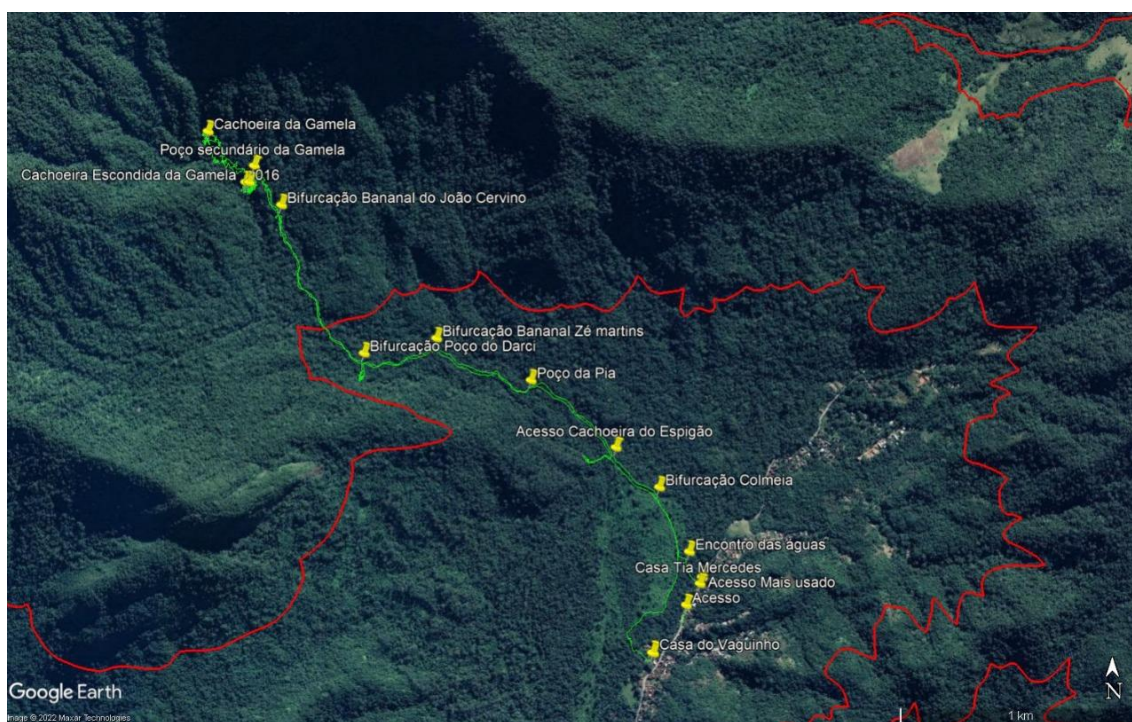 Cachoeira da Gamela
Poço secundário da Gamela
Cachoeira Escondida da Gamela 2016
Bifurcação Bananal do João Cervino
Bifurcação Bananal Zé martins
Bifurcação Poço do Darci
Poço da Pia
Acesso Cachoeira do Espigão
Bifurcação Colmeia
Encontro das águas
Casa Tia Mercedes
Acesso Mais usado
Acesso
Casa do Vaguinho
Google Earth
N
Image © 2022 Maxar Technologies
1 km